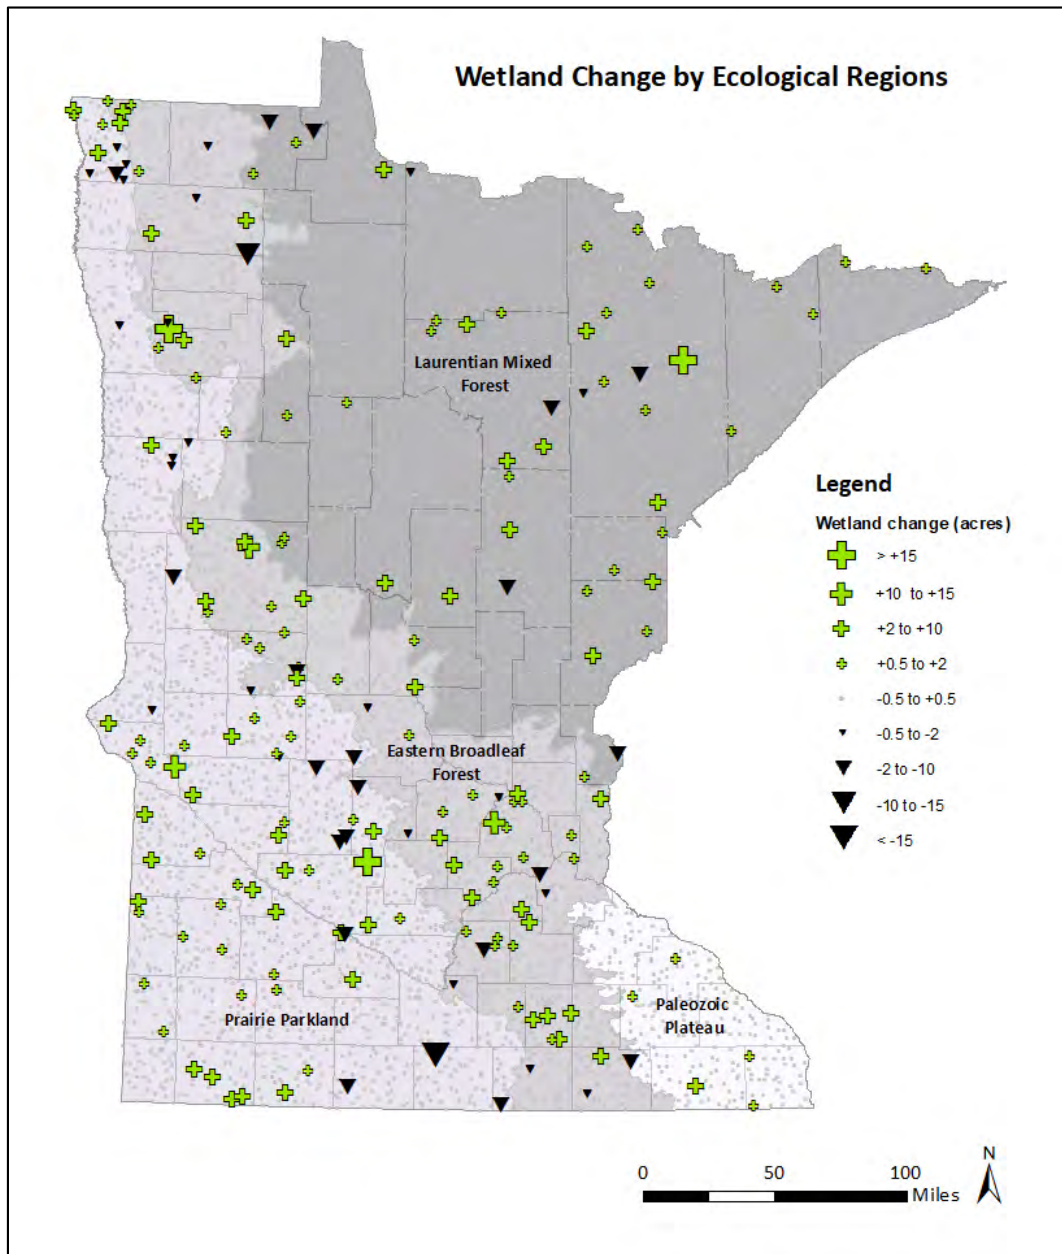 Wetland Change by Ecological Regions
Laurentian Mixed
Forest
Legend
Wetland change (acres)
> +15
+10 to +15
+2 to +10
+0.5 to +2
-0.5 to +0.5
-0.5 to -2
-2 to -10
-10 to -15
< -15
Eastern Broadleaf
Forest
Prairie Parkland
Paleozoic
Plateau
N
0 50 100
Miles